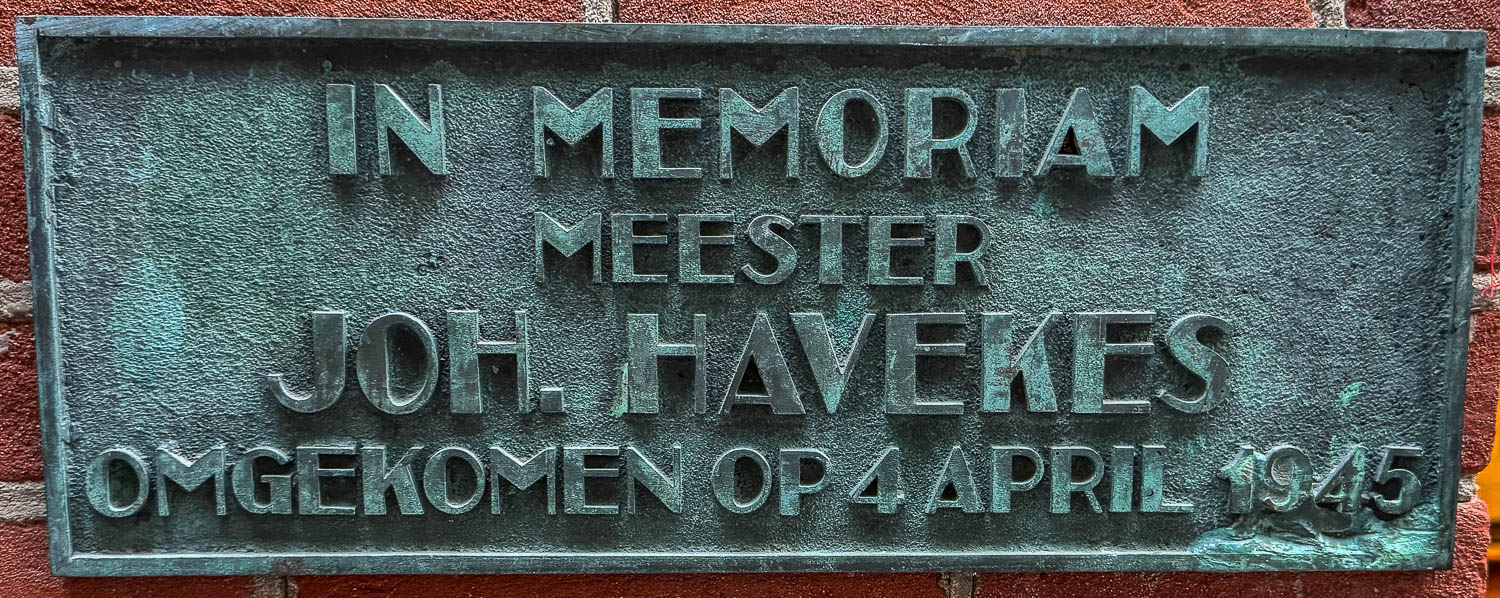 IN MEMORIAM
MEESTER
JOH. HAVEKES
OMGEKOMEN OP 4 APRIL 1945